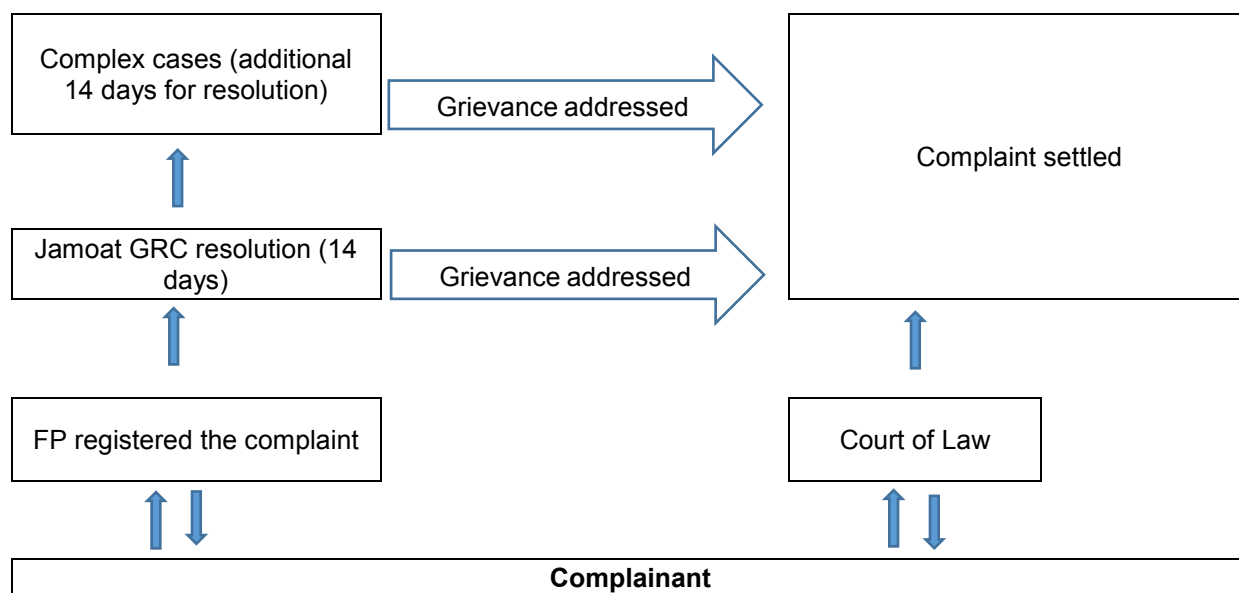 Complex cases (additional
14 days for resolution)
Grievance addressed
Complaint settled
Jamoat GRC resolution (14
days)
Grievance addressed
FP registered the complaint
Court of Law
Complainant